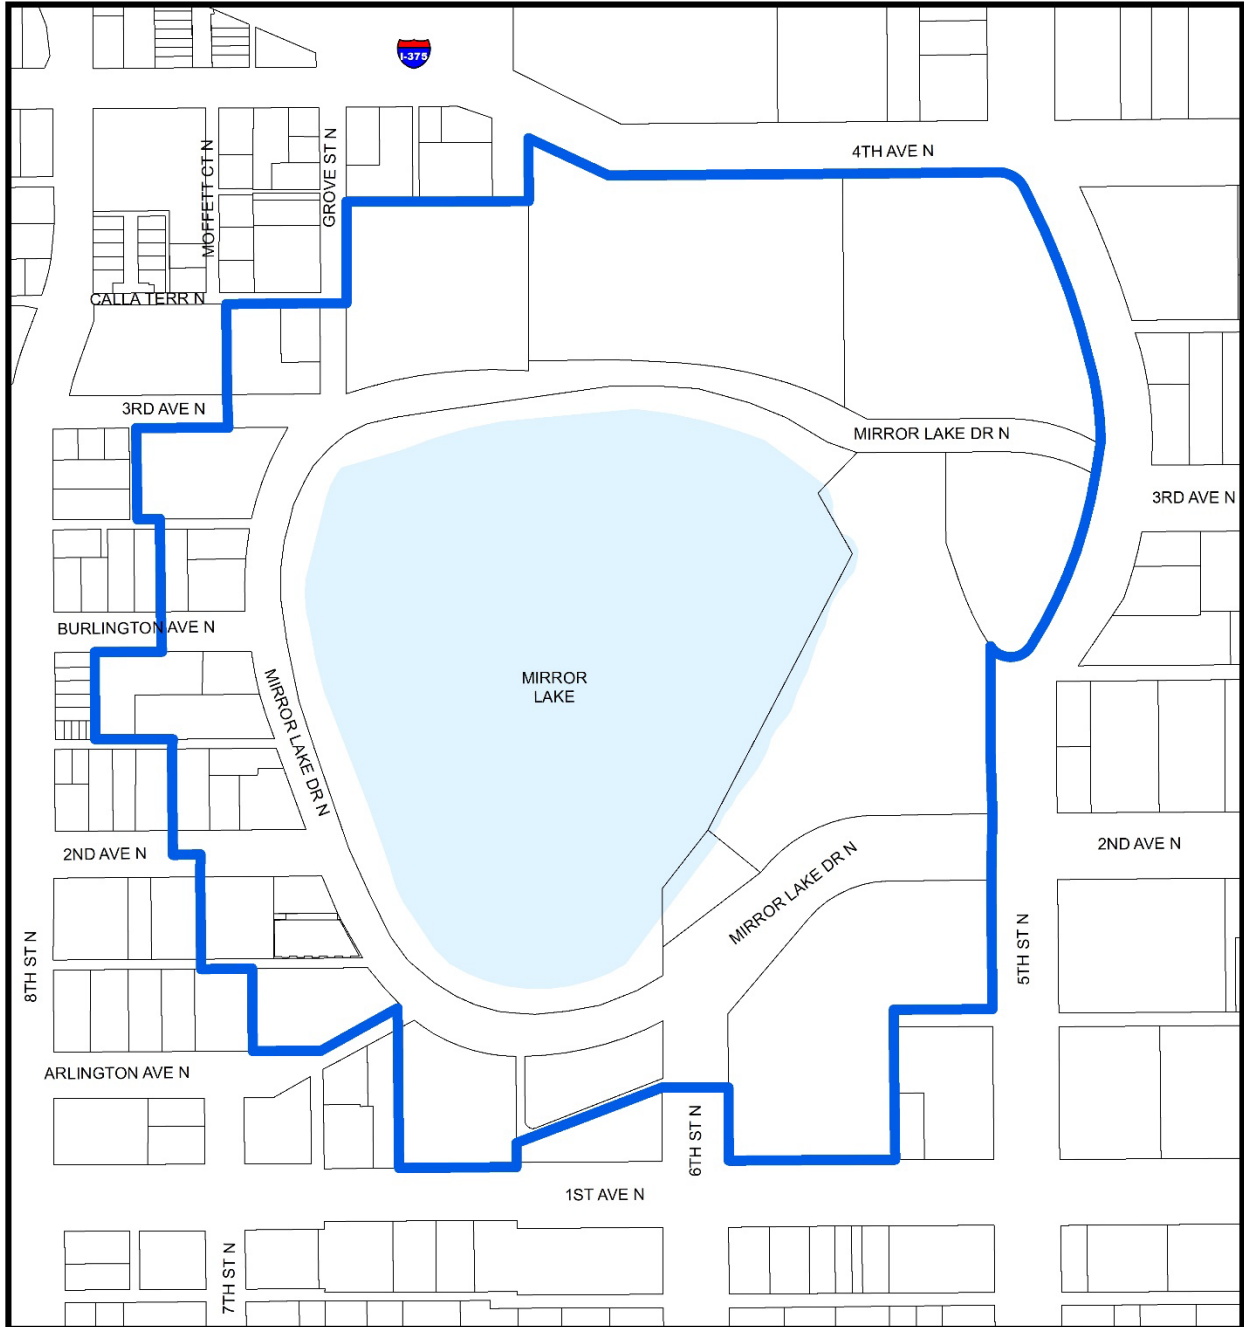 I-375
4TH AVE N
MOFFETT CT N
GROVE ST N
CALLA TERR N
3RD AVE N
MIRROR LAKE DR N
3RD AVE N
BURLINGTON AVE N
MIRROR
LAKE
MIRROR LAKE DR N
2ND AVE N
2ND AVE N
MIRROR LAKE DR N
8TH ST N
5TH ST N
ARLINGTON AVE N
6TH ST N
1ST AVE N
7TH ST N